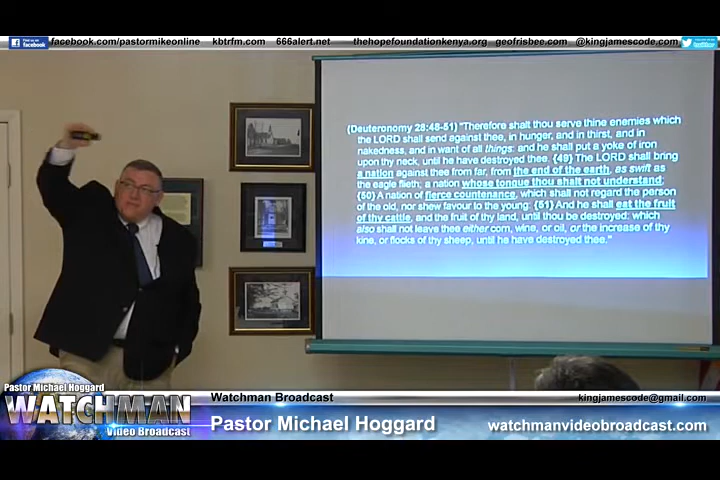 facebook.com/pastormikeonline kbtrfm.com 666alert.net thehopefoundationkenya.org geofrisbee.com @kingjamescode.com
Find us on facebook
twitter
(Deuteronomy 28:48-51) "Therefore shalt thou serve thine enemies which
the LORD shall send against thee, in hunger, and in thirst, and in
nakedness, and in want of all things: and he shall put a yoke of iron
upon thy neck, until he have destroyed thee. {49} The LORD shall bring
a nation against thee from far, from the end of the earth, as swift as
the eagle flieth; a nation whose tongue thou shalt not understand;
{50} A nation of fierce countenance, which shall not regard the person
of the old, nor shew favour to the young: {51} And he shall eat the fruit
of thy cattle, and the fruit of thy land, until thou be destroyed: which
also shall not leave thee either corn, wine, or oil, or the increase of thy
kine, or flocks of thy sheep, until he have destroyed thee."
Pastor Michael Hoggard
WATCHMAN
Video Broadcast
Watchman Broadcast
kingjamescode@gmail.com
Pastor Michael Hoggard
watchmanvideobroadcast.com